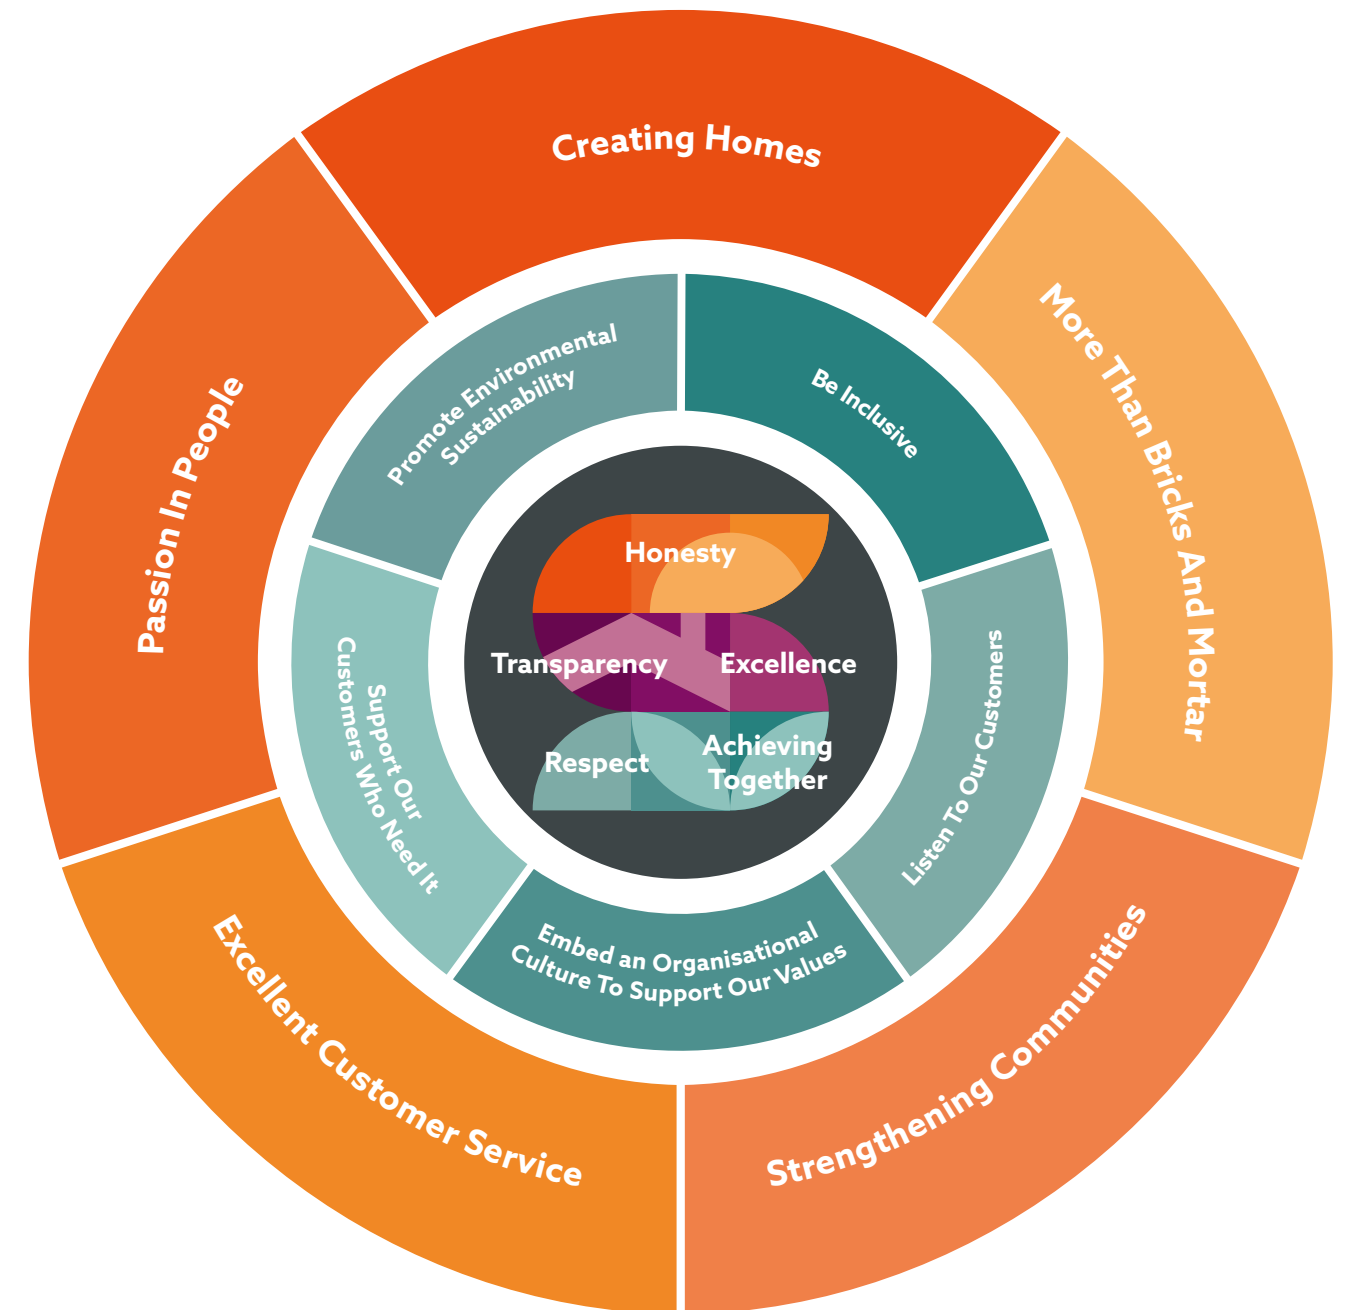 Creating Homes
More Than Bricks And Mortar
Strengthening Communities
Excellent Customer Service
Passion In People
Be Inclusive
Listen To Our Customers
Embed an Organisational
Culture To Support Our Values
Support Our
Customers Who Need It
Promote Environmental
Sustainability
Honesty
Transparency
Excellence
Respect
Achieving
Together